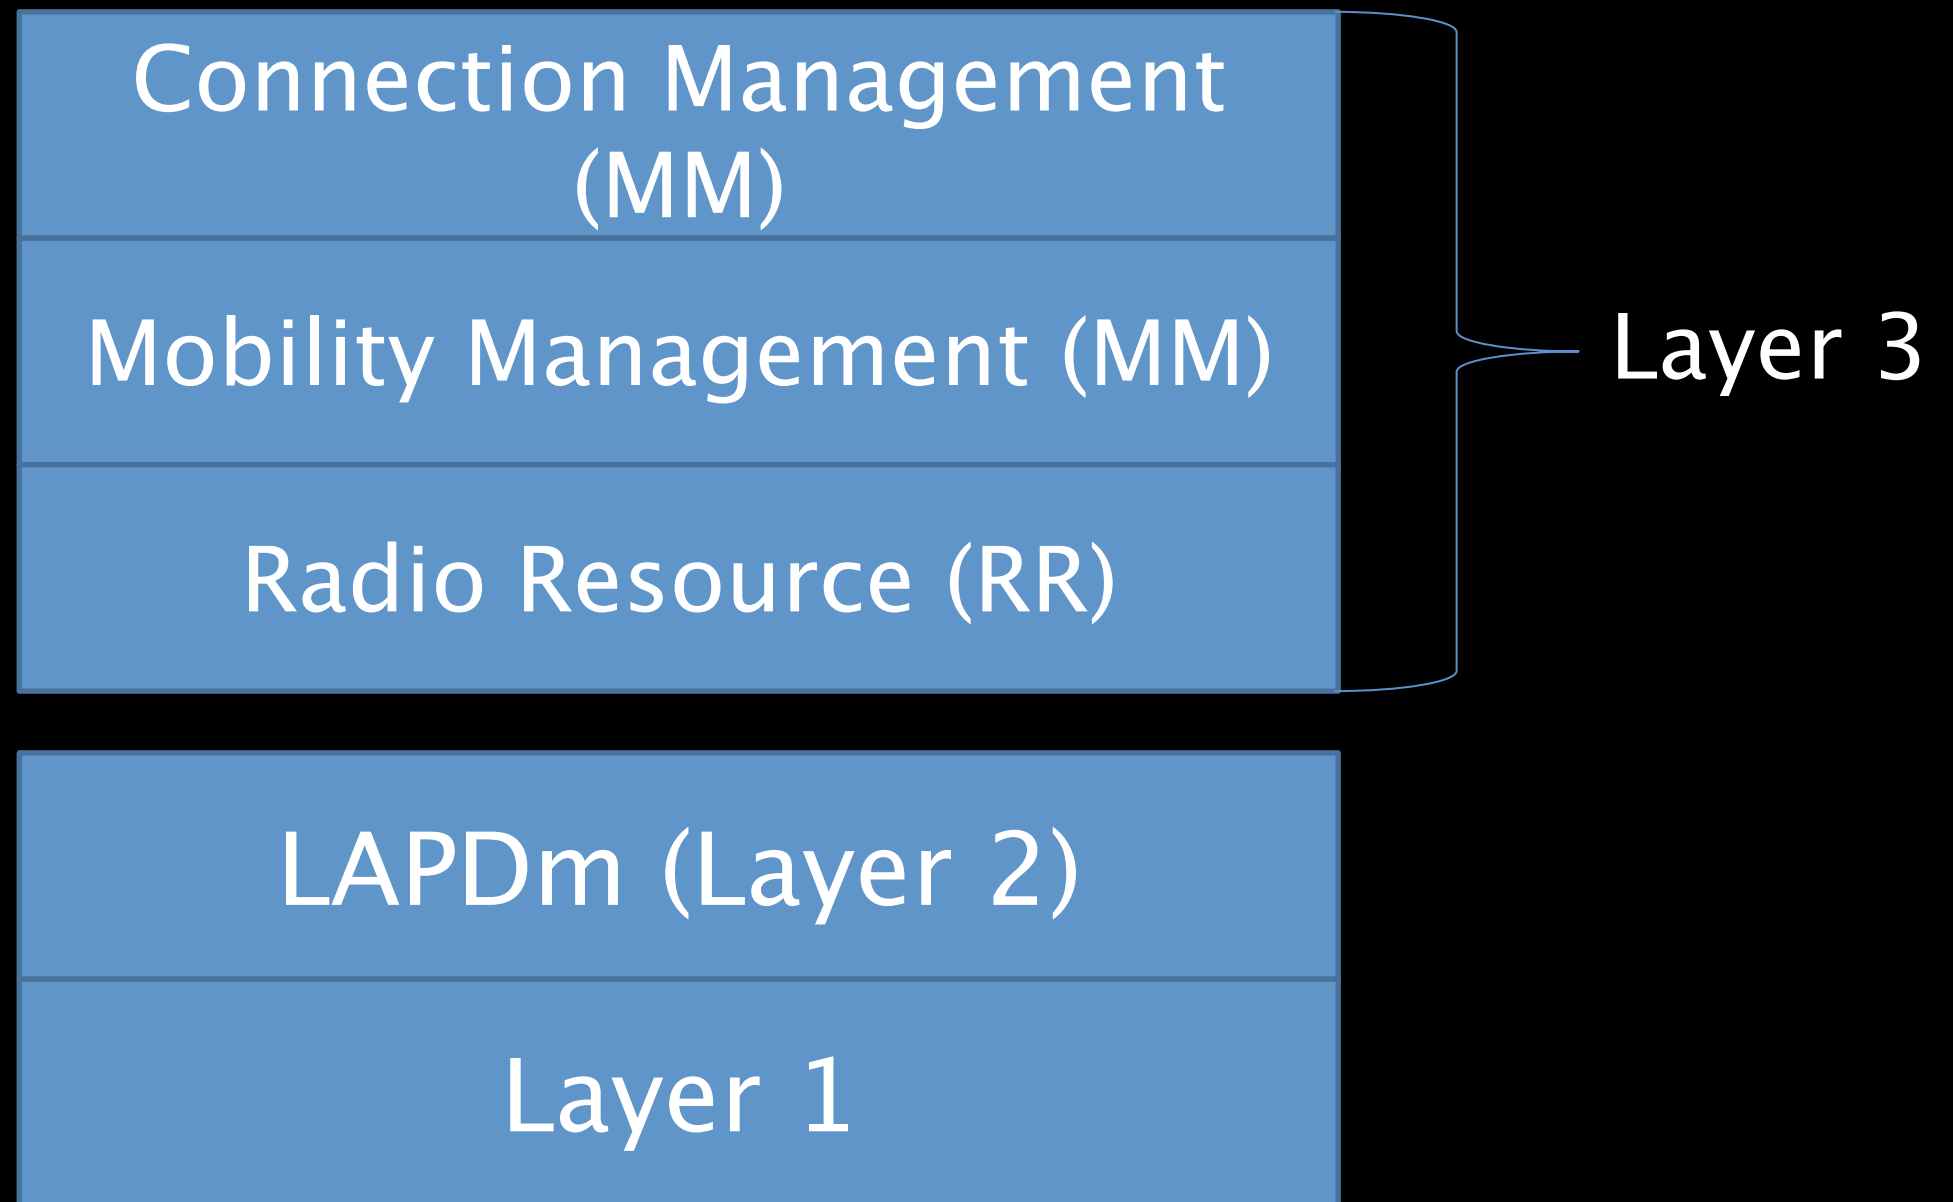 Connection Management
(MM)
Mobility Management (MM)
Layer 3
Radio Resource (RR)
LAPDm (Layer 2)
Layer 1